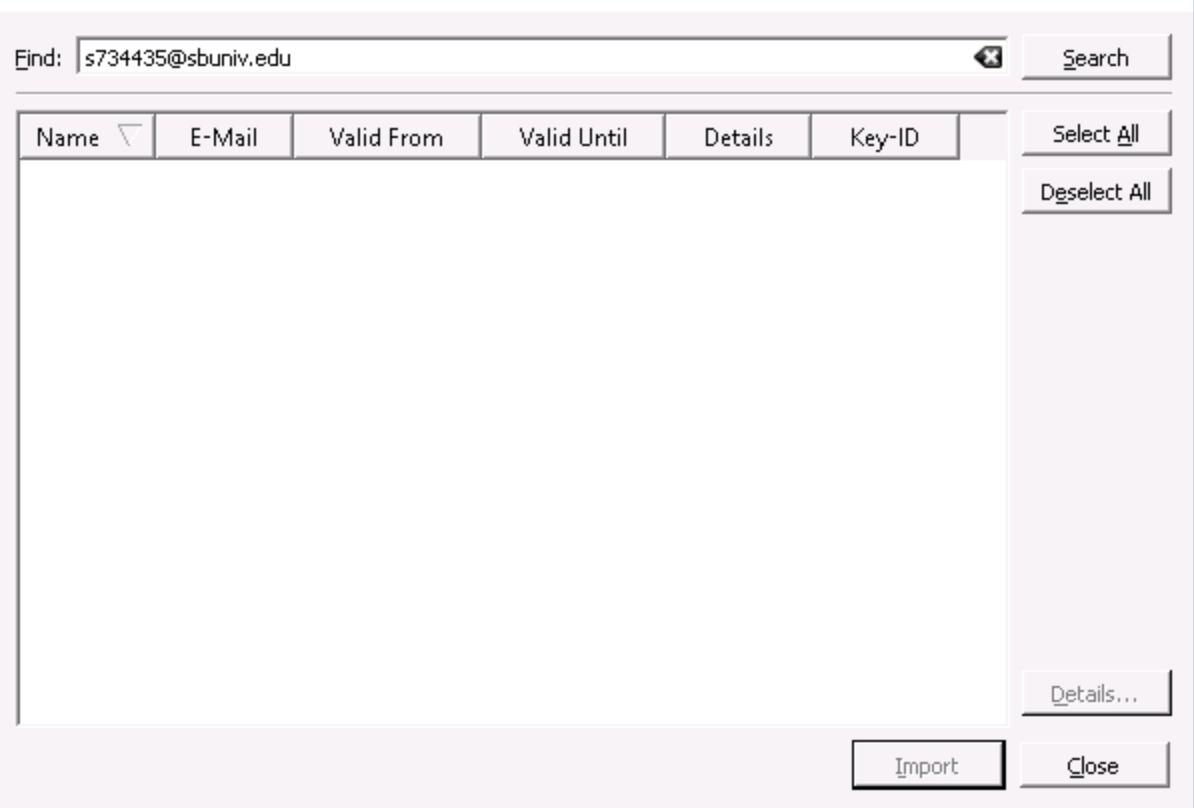 Find: s734435@sbuniv.edu Search
Name E-Mail Valid From Valid Until Details Key-ID Select All
Deselect All
Details...
Import Close